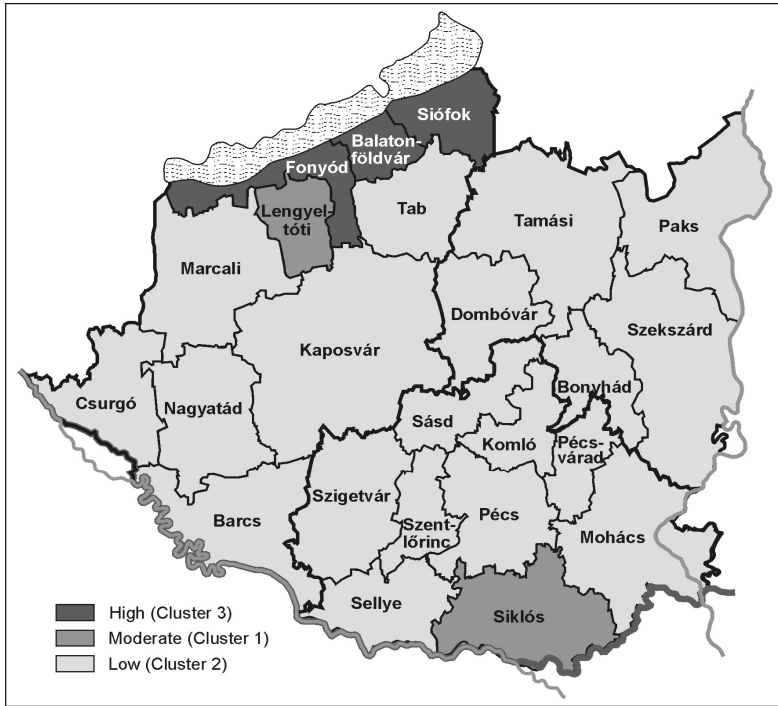 Siófok
Balaton-
földvár
Fonyód
Lengyel-
tóti
Tab
Tamási
Paks
Marcali
Dombóvár
Szekszárd
Kaposvár
Csurgó
Nagyatád
Bonyhád
Sásd
Komló
Pécs-
várad
Szigetvár
Barcs
Szent-
lőrinc
Pécs
Mohács
Sellye
Siklós
High (Cluster 3)
Moderate (Cluster 1)
Low (Cluster 2)